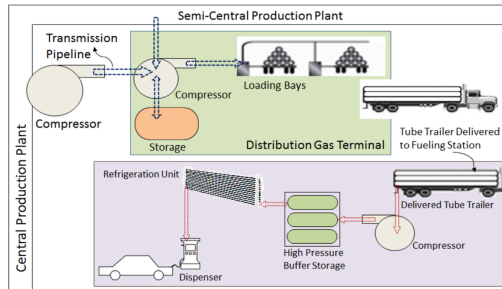 Semi-Central Production Plant
Transmission
Pipeline
Central Production Plant
Compressor
Compressor
Loading Bays
Storage
Distribution Gas Terminal
Tube Trailer Delivered
to Fueling Station
Refrigeration Unit
Delivered Tube Trailer
Compressor
High Pressure
Buffer Storage
Dispenser